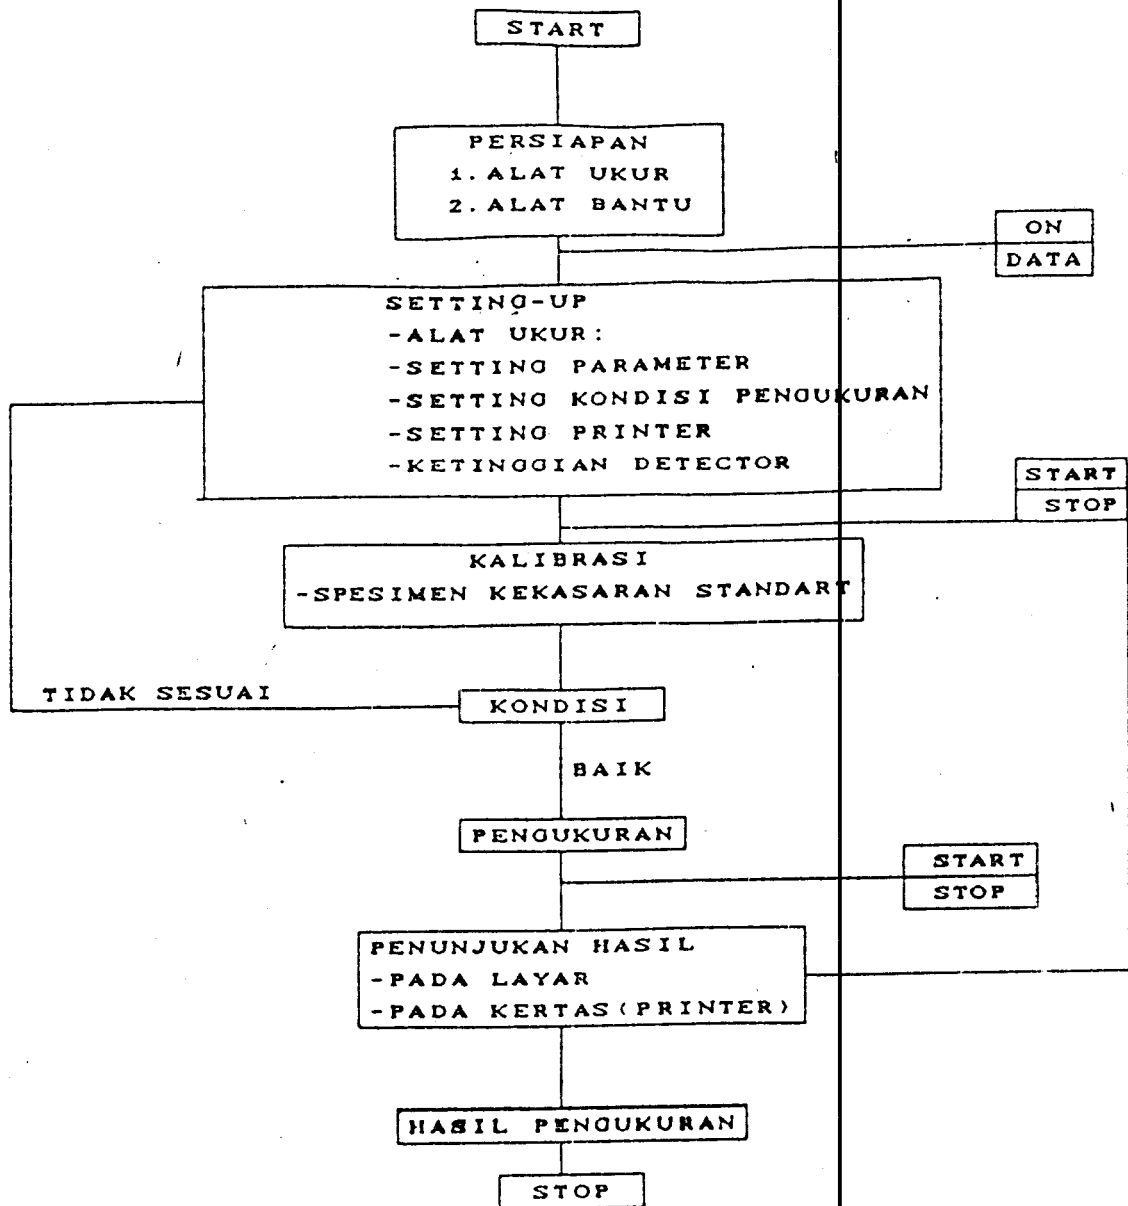 START
PERSIAPAN
1. ALAT UKUR
2. ALAT BANTU
ON
DATA
SETTING-UP
-ALAT UKUR:
-SETTING PARAMETER
-SETTING KONDISI PENGUKURAN
-SETTING PRINTER
-KETINGGIAN DETECTOR
START
STOP
KALIBRASI
-SPESIMEN KEKASARAN STANDART
TIDAK SESUAI
KONDISI
BAIK
PENGUKURAN
START
STOP
PENUNJUKAN HASIL
-PADA LAYAR
-PADA KERTAS(PRINTER)
HASIL PENGUKURAN
STOP